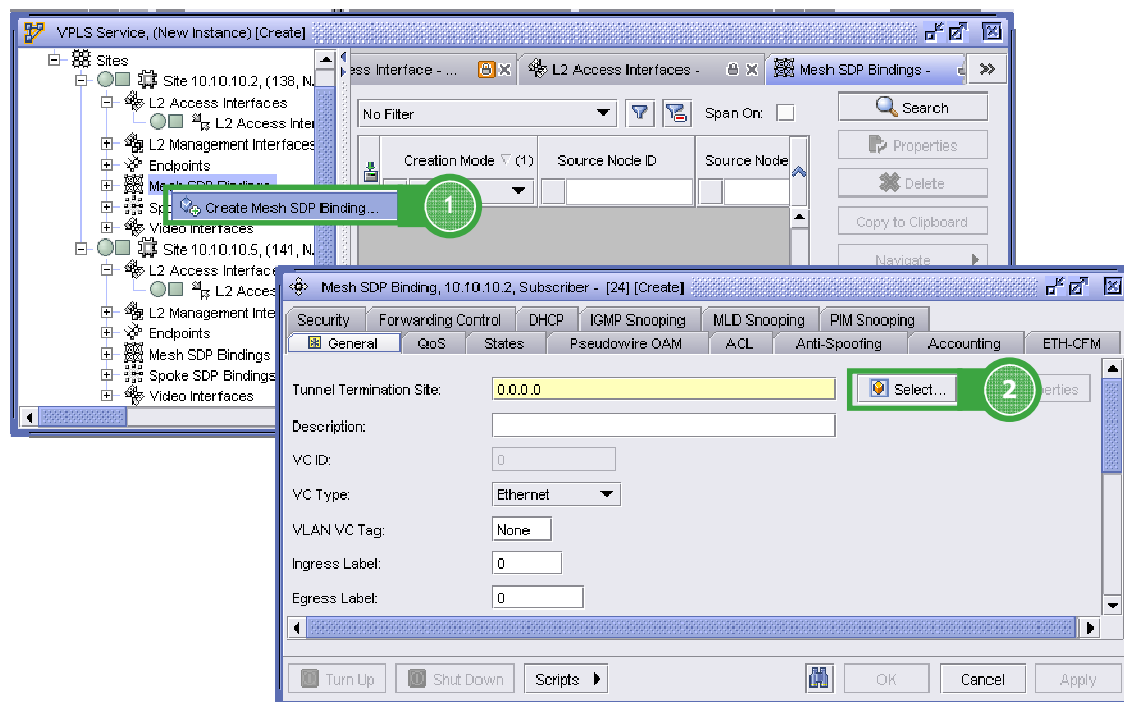 VPLS Service, (New Instance) [Create]
Sites
Site 10.10.10.2, (138, N.
L2 Access Interfaces
L2 Access Inter
L2 Management Interfaces
Endpoints
Mesh SDP Bindings
Create Mesh SDP Binding...
1
Video Interfaces
Site 10.10.10.5, (141, N.
L2 Access Interface
L2 Acces
L2 Management Inte
Endpoints
Mesh SDP Bindings
Spoke SDP Bindings
Video Interfaces
ess Interface - ...
L2 Access Interfaces -
Mesh SDP Bindings -
No Filter
Span On:
Creation Mode (1)
Source Node ID
Source Node
Search
Properties
Delete
Copy to Clipboard
Navigate
Mesh SDP Binding, 10.10.10.2, Subscriber - [24] [Create]
Security Forwarding Control DHCP IGMP Snooping MLD Snooping PIM Snooping
General QoS States Pseudowire OAM ACL Anti-Spoofing Accounting ETH-CFM
Tunnel Termination Site: 0.0.0.0 Select... 2 perties
Description:
VC ID: 0
VC Type: Ethernet
VLAN VC Tag: None
Ingress Label: 0
Egress Label: 0
Turn Up Shut Down Scripts OK Cancel Apply